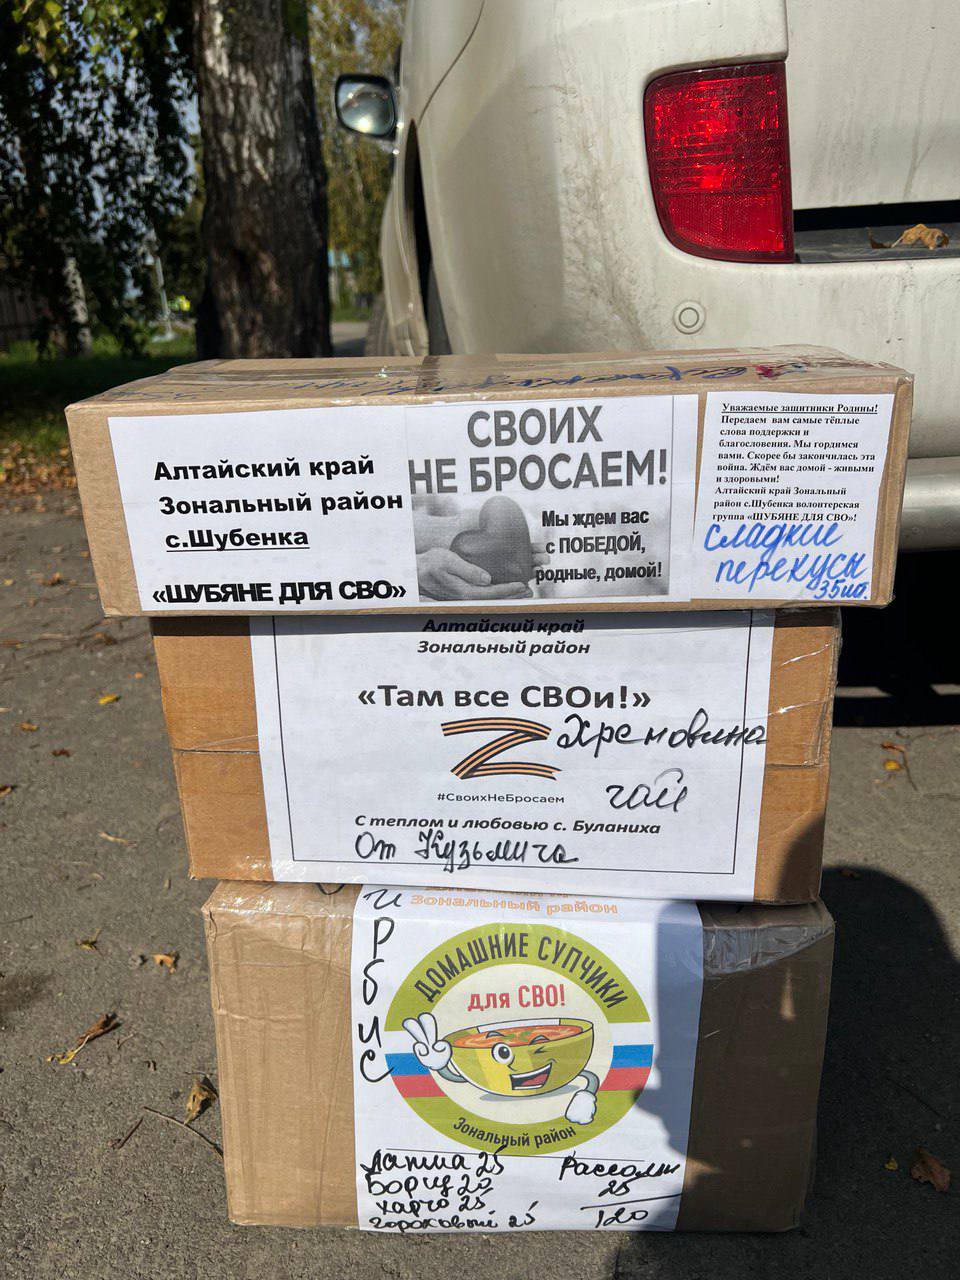 Алтайский край
Зональный район
с.Шубенка
«ШУБЯНЕ ДЛЯ СВО»
СВОИХ
НЕ БРОСАЕМ!
Мы ждем вас
с ПОБЕДОЙ,
родные, домой!
Уважаемые защитники Родины!
Передаем вам самые тёплые
слова поддержки и
благословения. Мы гордимся
вами. Скорее бы закончилась эта
война. Ждём вас домой - живыми
и здоровыми!
Алтайский край Зональный
район с.Шубенка волонтерская
группа «ШУБЯНЕ ДЛЯ СВО»!
сладкие
перекусы
35шт.
Алтайский край
Зональный район
«Там все СВОи!»
Z
Хреновина
чай
#СвоихНеБросаем
С теплом и любовью с. Буланиха
От Кузьмича
Зональный район
ирбис
ДОМАШНИЕ СУПЧИКИ
для СВО!
Зональный район
Лапша 25
Борщ 20
харчо 25
гороховый 25
Рассольн
25
120